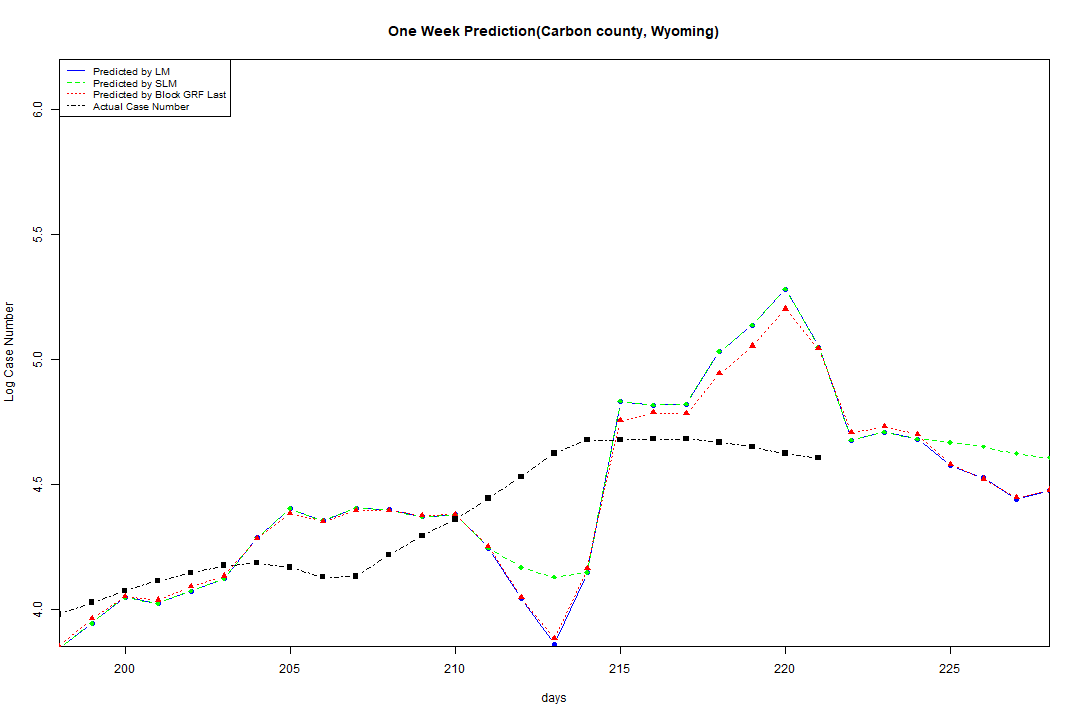 One Week Prediction(Carbon county, Wyoming)
Predicted by LM
Predicted by SLM
Predicted by Block GRF Last
Actual Case Number
6.0
5.5
5.0
4.5
4.0
Log Case Number
200 205 210 215 220 225
days